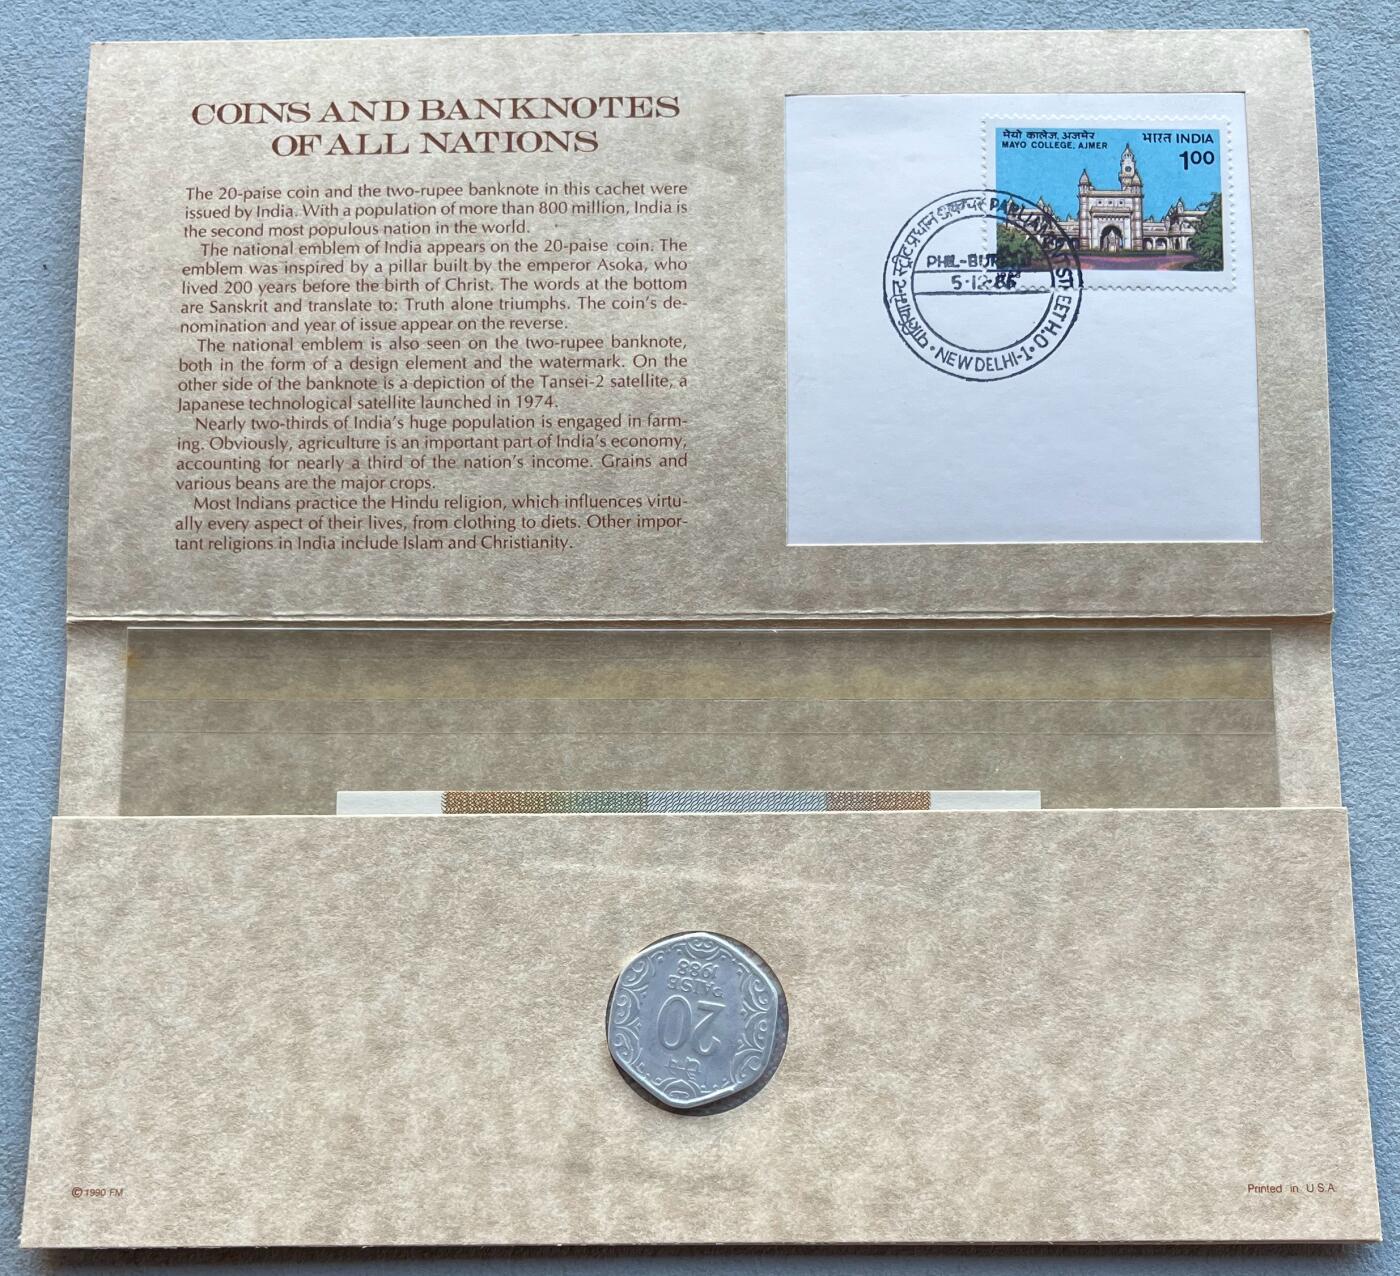 COINS AND BANKNOTES
OF ALL NATIONS
The 20-paise coin and the two-rupee banknote in this cachet were
issued by India. With a population of more than 800 million, India is
the second most populous nation in the world.
The national emblem of India appears on the 20-paise coin. The
emblem was inspired by a pillar built by the emperor Asoka, who
lived 200 years before the birth of Christ. The words at the bottom
are Sanskrit and translate to: Truth alone triumphs. The coin's de-
nomination and year of issue appear on the reverse.
The national emblem is also seen on the two-rupee banknote,
both in the form of a design element and the watermark. On the
other side of the banknote is a depiction of the Tansei-2 satellite, a
Japanese technological satellite launched in 1974.
Nearly two-thirds of India's huge population is engaged in farm-
ing. Obviously, agriculture is an important part of India's economy,
accounting for nearly a third of the nation's income. Grains and
various beans are the major crops.
Most Indians practice the Hindu religion, which influences virtu-
ally every aspect of their lives, from clothing to diets. Other impor-
tant religions in India include Islam and Christianity.
मेयो कालेज, अजमेर
MAYO COLLEGE, AJMER
भारत INDIA
100
NEW DELHI-1
5-12-86
20
PAISE
1988
© 1990 FM
Printed in U.S.A.